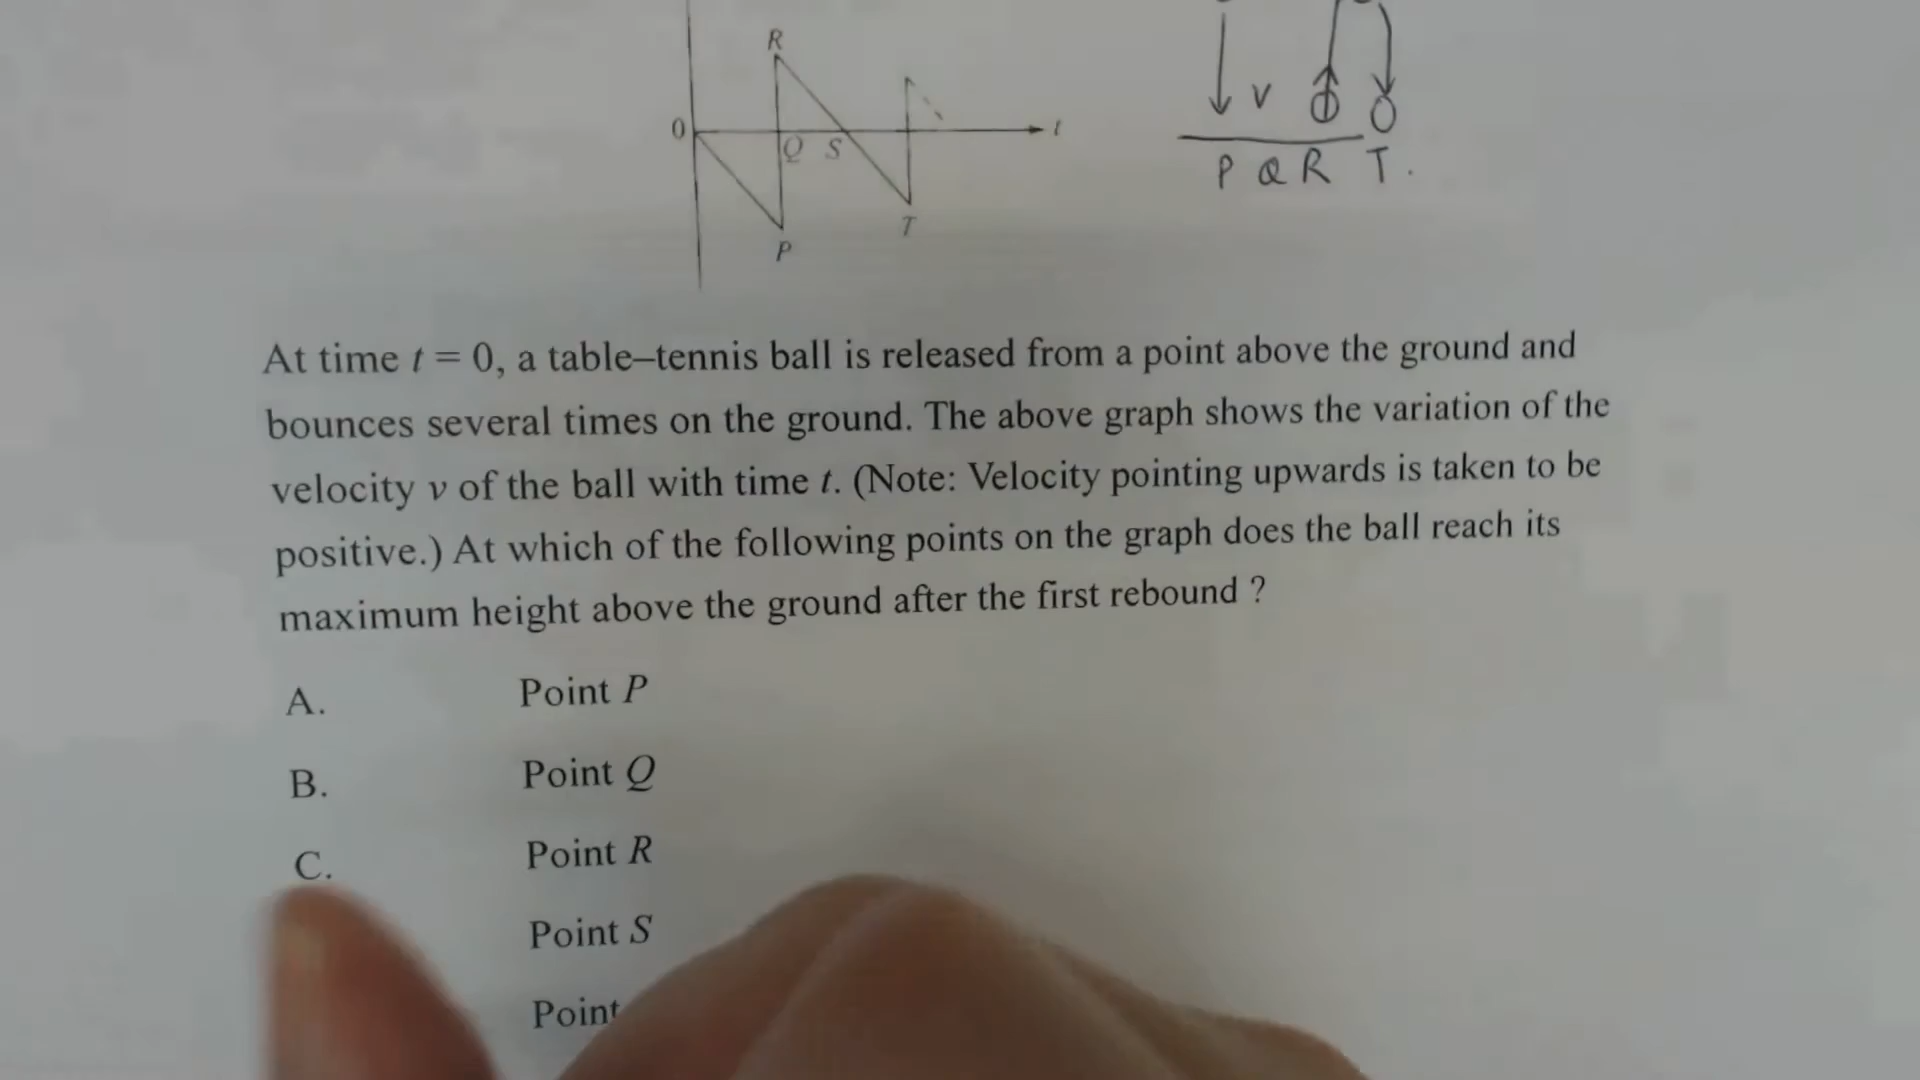 R
0
Q S
t
T
P
v
P Q R T.
At time t = 0, a table–tennis ball is released from a point above the ground and
bounces several times on the ground. The above graph shows the variation of the
velocity v of the ball with time t. (Note: Velocity pointing upwards is taken to be
positive.) At which of the following points on the graph does the ball reach its
maximum height above the ground after the first rebound ?
A. Point P
B. Point Q
C. Point R
Point S
Point